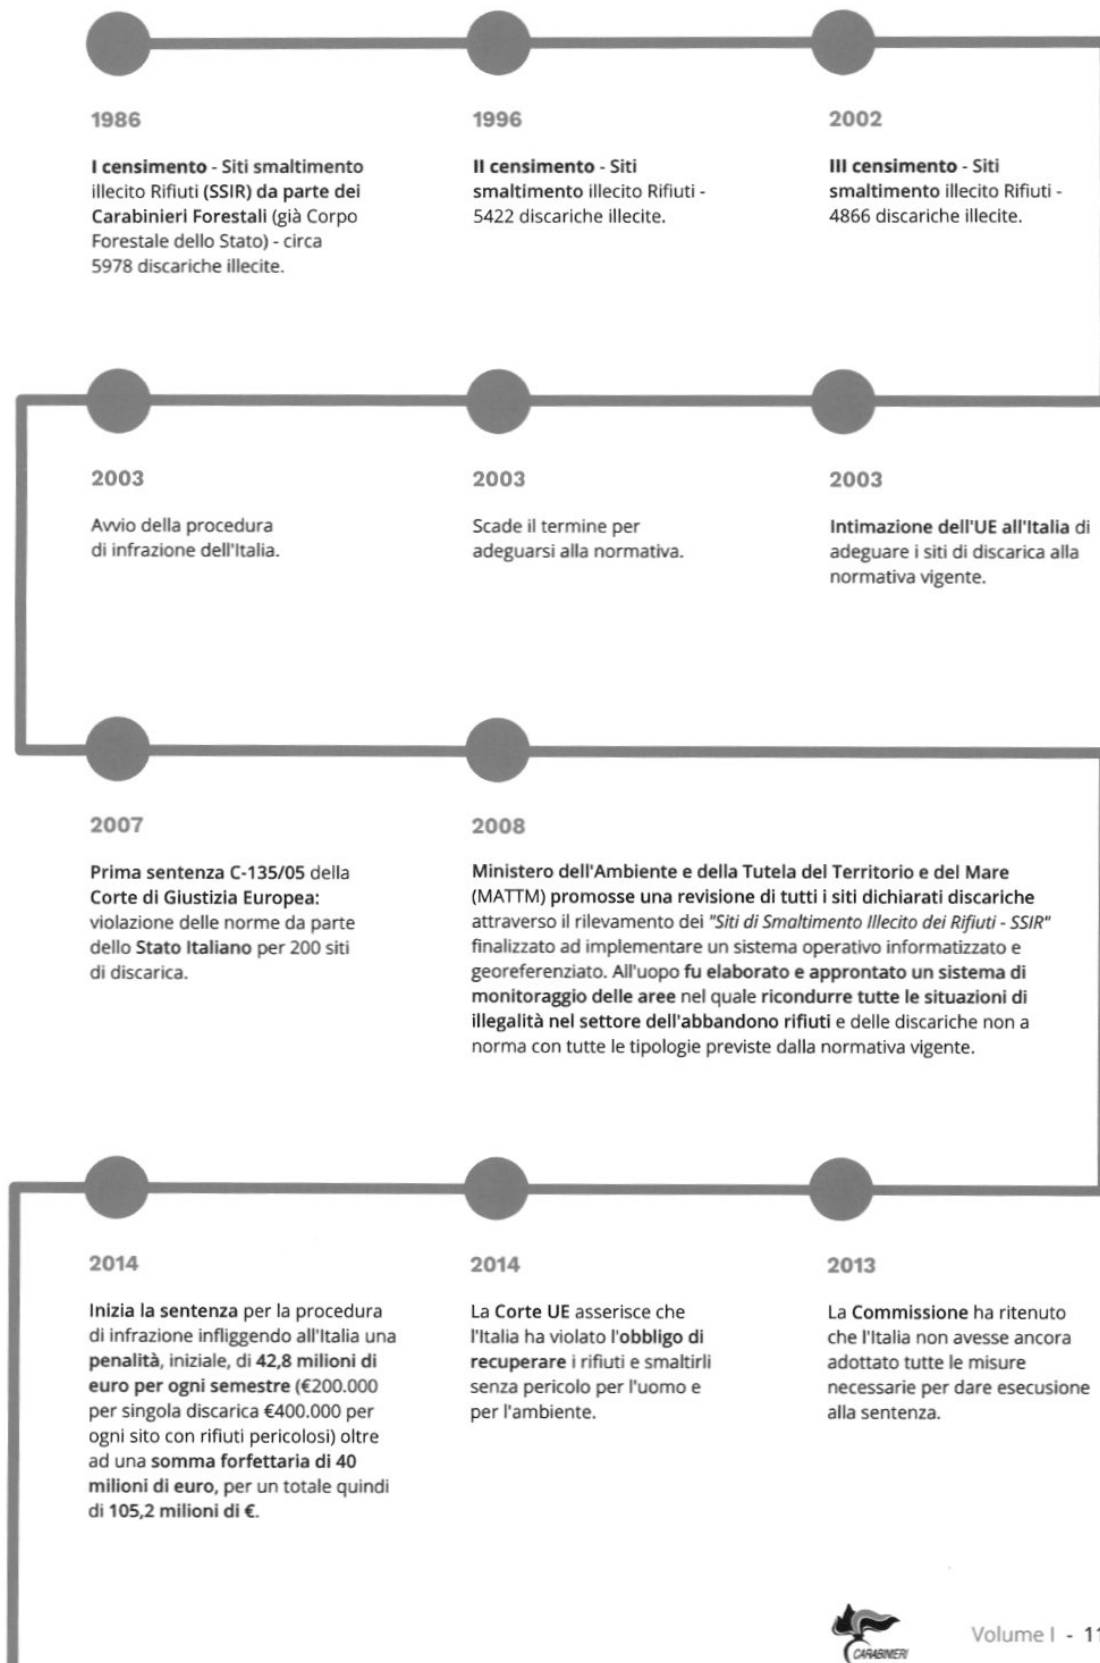 1986
I censimento - Siti smaltimento
illecito Rifiuti (SSIR) da parte dei
Carabinieri Forestali (già Corpo
Forestale dello Stato) - circa
5978 discariche illecite.
1996
II censimento - Siti
smaltimento illecito Rifiuti -
5422 discariche illecite.
2002
III censimento - Siti
smaltimento illecito Rifiuti -
4866 discariche illecite.
2003
Avvio della procedura
di infrazione dell'Italia.
2003
Scade il termine per
adeguarsi alla normativa.
2003
Intimazione dell'UE all'Italia di
adeguare i siti di discarica alla
normativa vigente.
2007
Prima sentenza C-135/05 della
Corte di Giustizia Europea:
violazione delle norme da parte
dello Stato Italiano per 200 siti
di discarica.
2008
Ministero dell'Ambiente e della Tutela del Territorio e del Mare
(MATTM) promosse una revisione di tutti i siti dichiarati discariche
attraverso il rilevamento dei "Siti di Smaltimento Illecito dei Rifiuti - SSIR"
finalizzato ad implementare un sistema operativo informatizzato e
georeferenziato. All'uopo fu elaborato e approntato un sistema di
monitoraggio delle aree nel quale ricondurre tutte le situazioni di
illegalità nel settore dell'abbandono rifiuti e delle discariche non a
norma con tutte le tipologie previste dalla normativa vigente.
2014
Inizia la sentenza per la procedura
di infrazione infliggendo all'Italia una
penalità, iniziale, di 42,8 milioni di
euro per ogni semestre (€200.000
per singola discarica €400.000 per
ogni sito con rifiuti pericolosi) oltre
ad una somma forfettaria di 40
milioni di euro, per un totale quindi
di 105,2 milioni di €.
2014
La Corte UE asserisce che
l'Italia ha violato l'obbligo di
recuperare i rifiuti e smaltirli
senza pericolo per l'uomo e
per l'ambiente.
2013
La Commissione ha ritenuto
che l'Italia non avesse ancora
adottato tutte le misure
necessarie per dare esecuzione
alla sentenza.
CARABINIERI
Volume I - 11